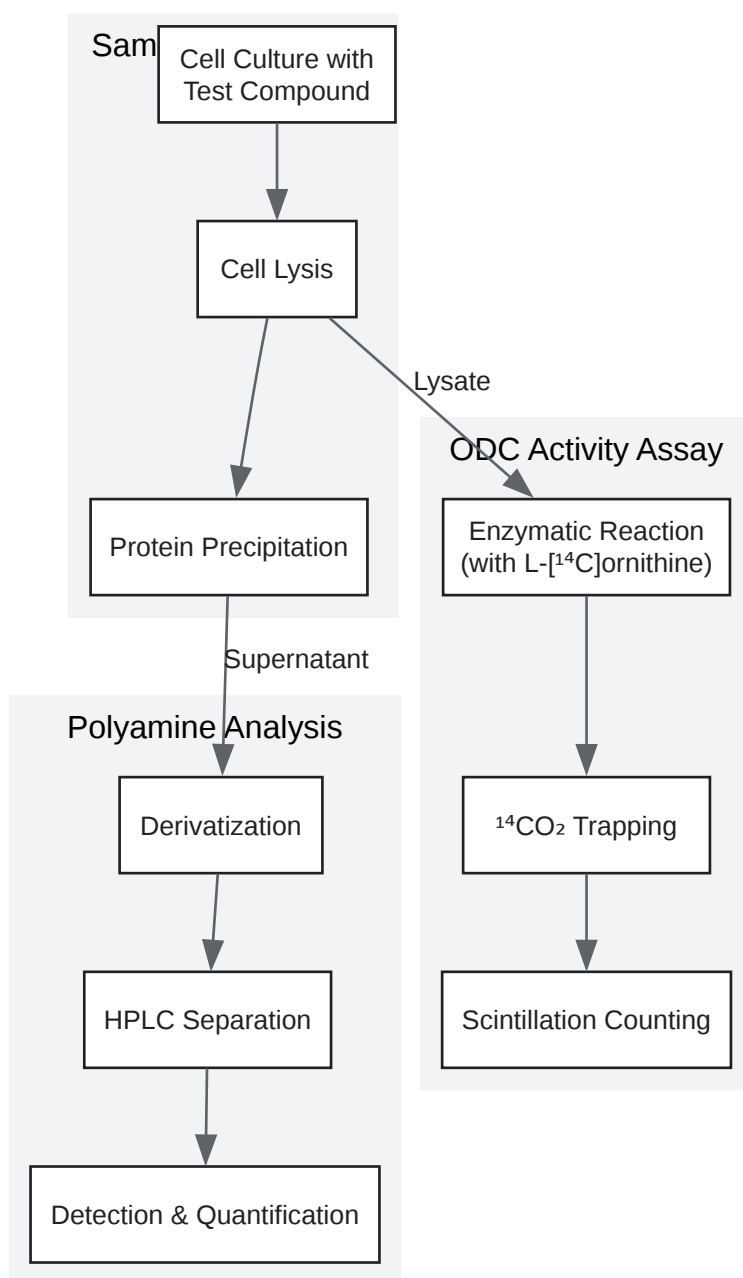 Sam
Cell Culture with
Test Compound
Cell Lysis
Lysate
ODC Activity Assay
Protein Precipitation
Enzymatic Reaction
(with L-[¹⁴C]ornithine)
Supernatant
Polyamine Analysis
Derivatization
¹⁴CO₂ Trapping
HPLC Separation
Scintillation Counting
Detection & Quantification